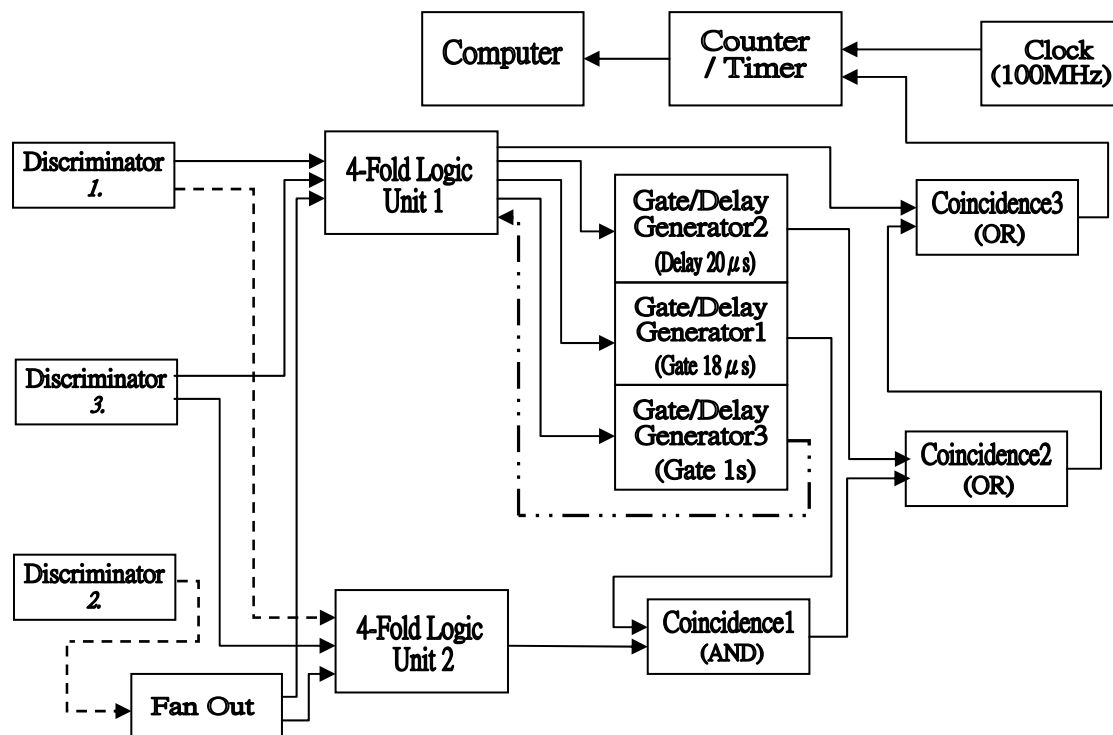 Computer
Counter
/ Timer
Clock
(100MHz)
Discriminator
1.
4-Fold Logic
Unit 1
Gate/Delay
Generator2
(Delay 20 μ s)
Coincidence3
(OR)
Gate/Delay
Generator1
(Gate 18 μ s)
Discriminator
3.
Gate/Delay
Generator3
(Gate 1s)
Coincidence2
(OR)
Discriminator
2.
4-Fold Logic
Unit 2
Coincidence1
(AND)
Fan Out